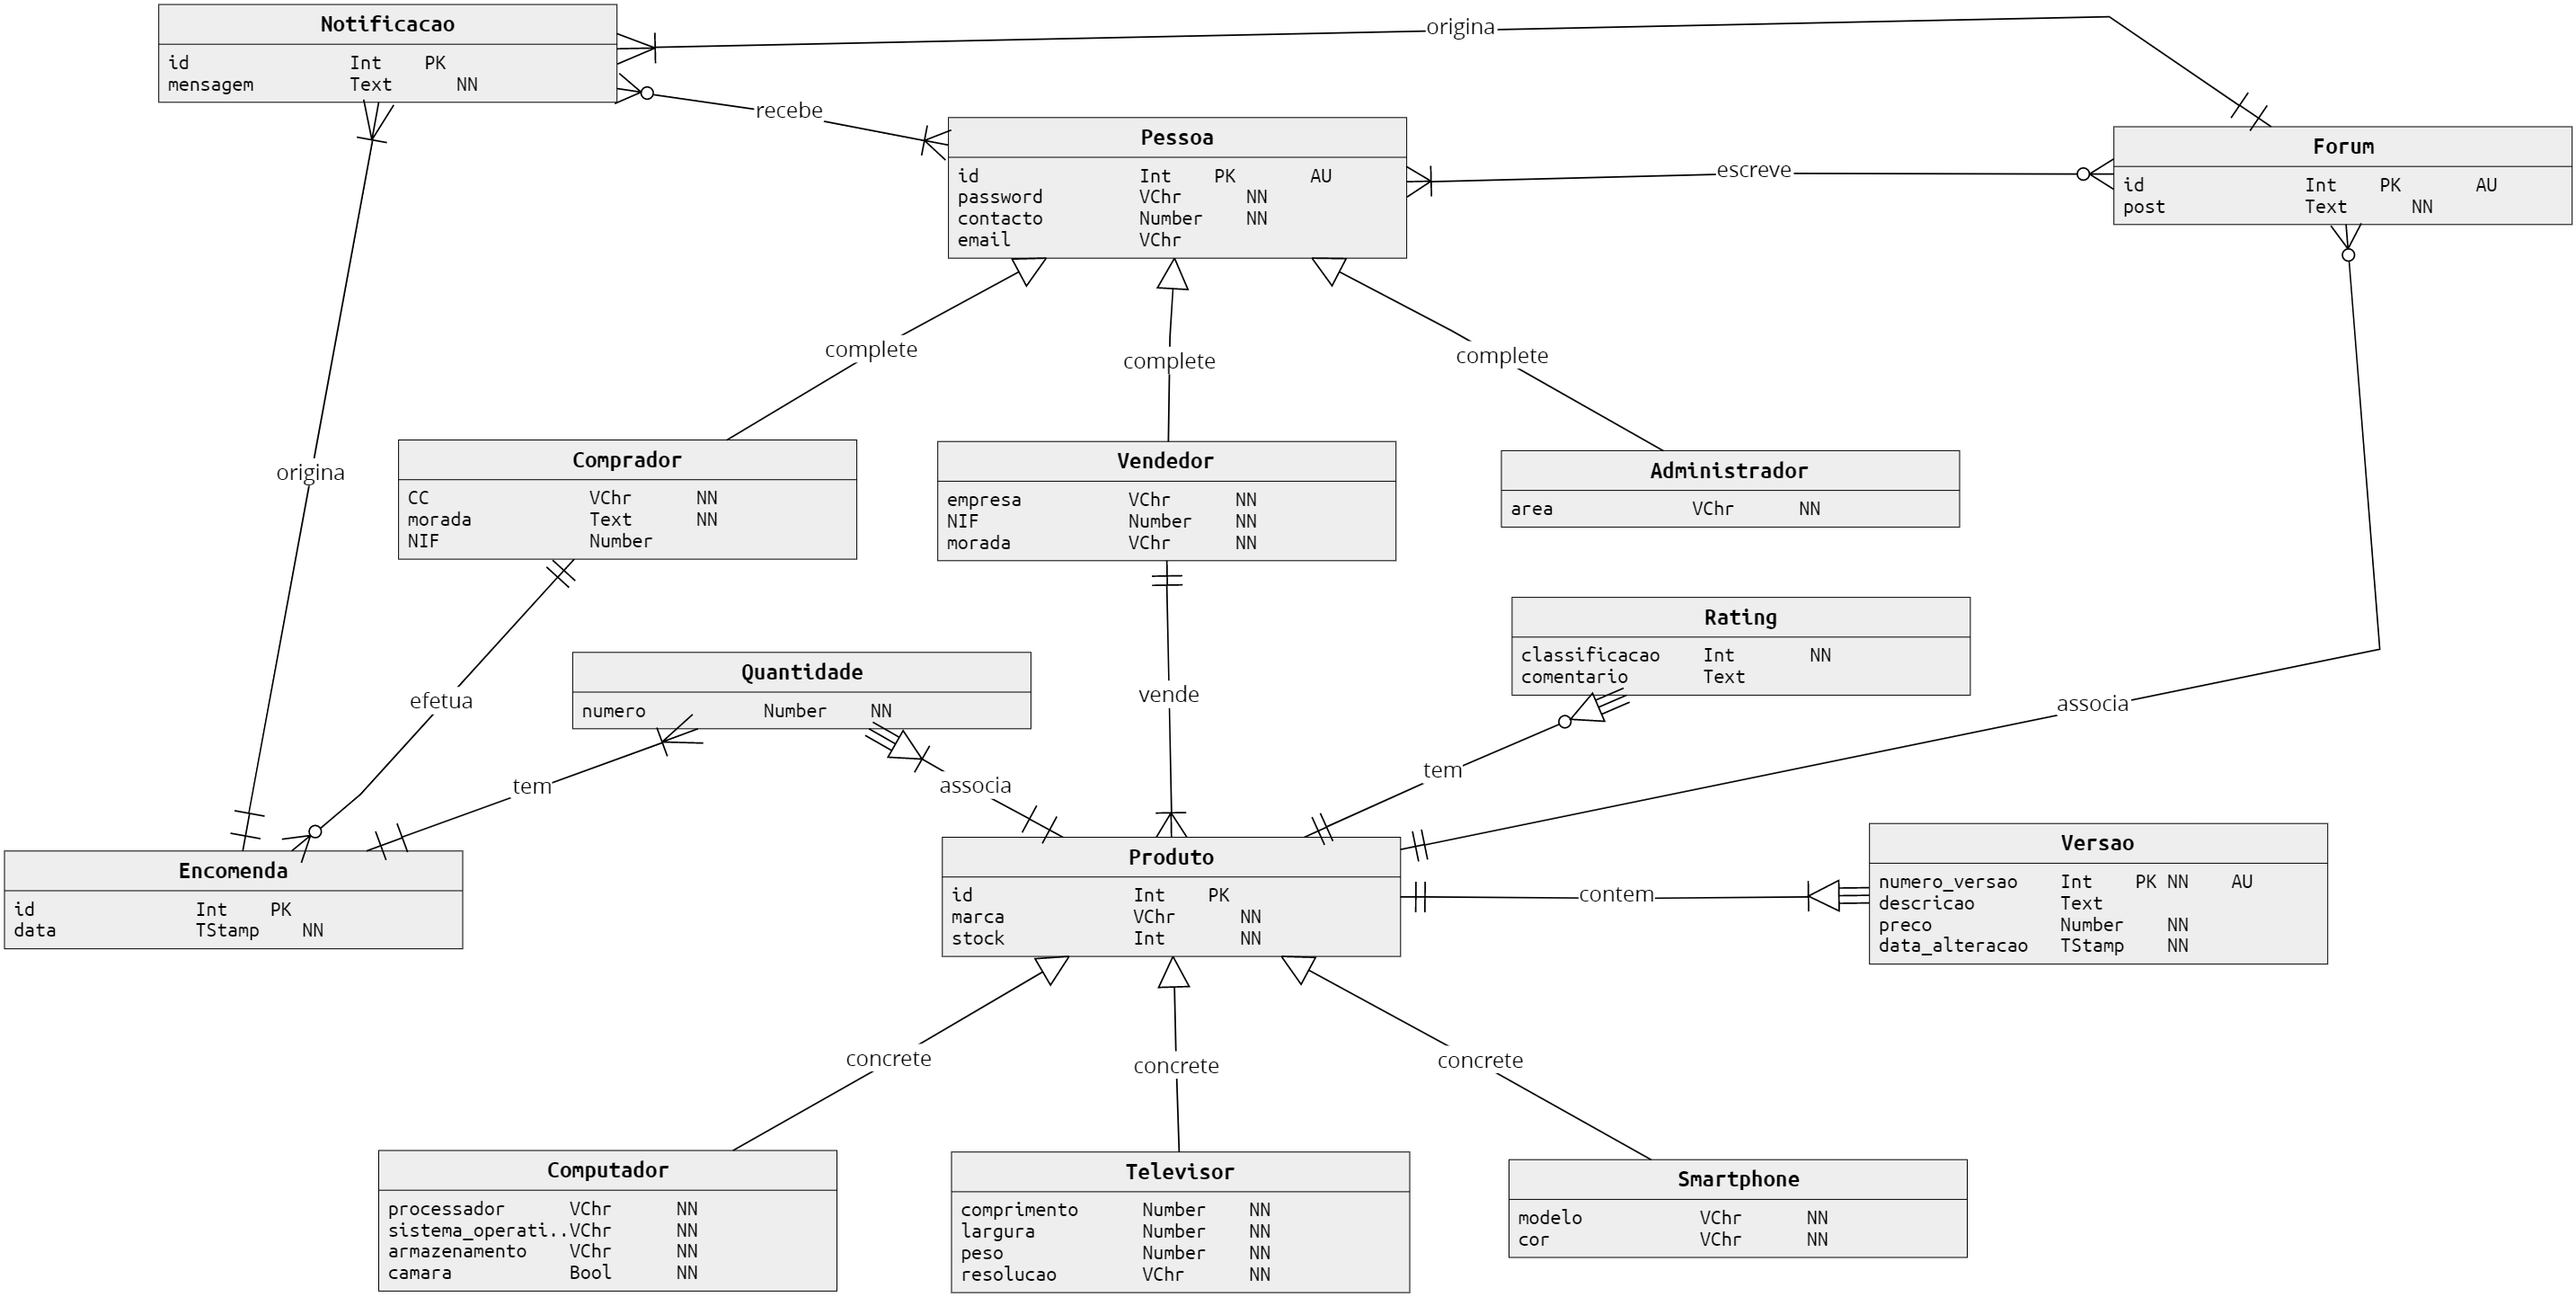 Notificacao
id Int PK
mensagem Text NN
origina
recebe
Pessoa
id Int PK AU
password VChr NN
contacto Number NN
email VChr
escreve
Forum
id Int PK AU
post Text NN
complete
complete
complete
origina
Comprador
CC VChr NN
morada Text NN
NIF Number
Vendedor
empresa VChr NN
NIF Number NN
morada VChr NN
Administrador
area VChr NN
efetua
Quantidade
numero Number NN
vende
Rating
classificacao Int NN
comentario Text
associa
tem
associa
tem
Encomenda
id Int PK
data TStamp NN
Produto
id Int PK
marca VChr NN
stock Int NN
contem
Versao
numero_versao Int PK NN AU
descricao Text
preco Number NN
data_alteracao TStamp NN
concrete
concrete
concrete
Computador
processador VChr NN
sistema_operati..VChr NN
armazenamento VChr NN
camara Bool NN
Televisor
comprimento Number NN
largura Number NN
peso Number NN
resolucao VChr NN
Smartphone
modelo VChr NN
cor VChr NN